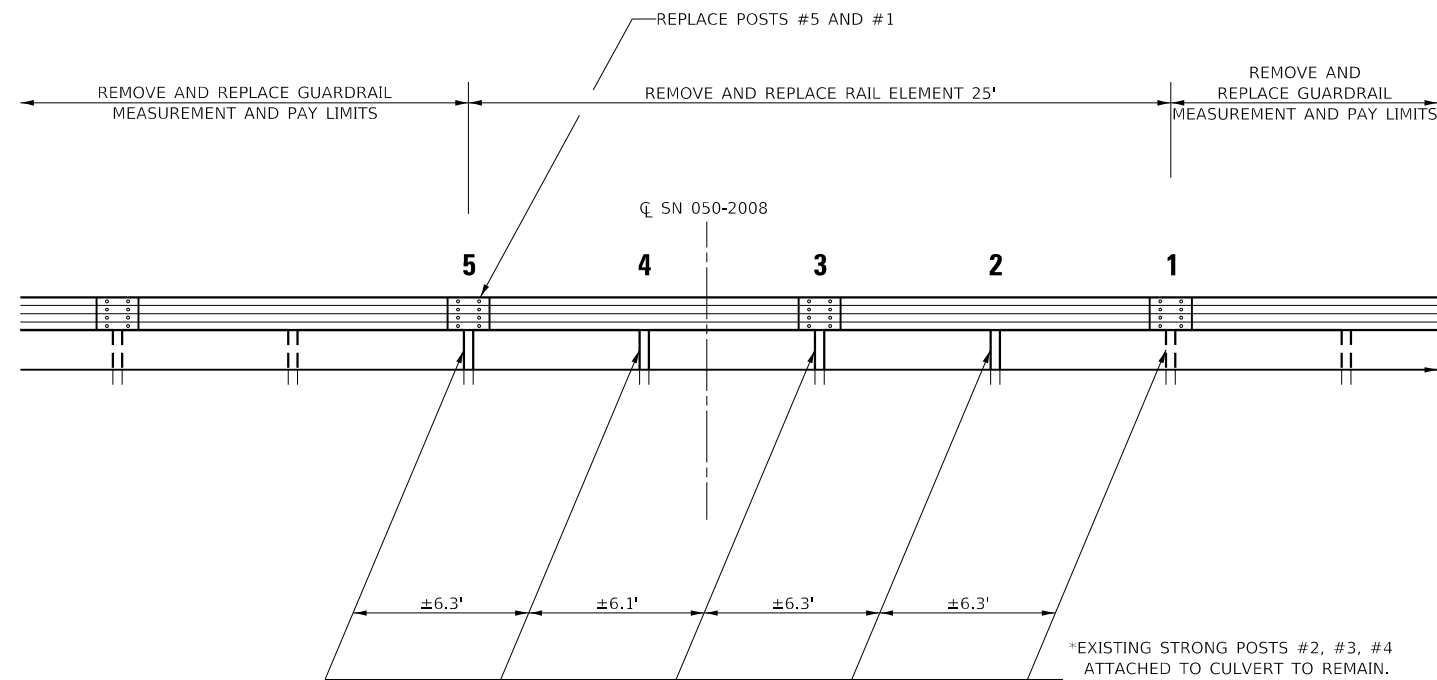 REPLACE POSTS #5 AND #1
REMOVE AND REPLACE GUARDRAIL
MEASUREMENT AND PAY LIMITS
REMOVE AND REPLACE RAIL ELEMENT 25'
REMOVE AND
REPLACE GUARDRAIL
MEASUREMENT AND PAY LIMITS
℄ SN 050-2008
5 4 3 2 1
±6.3' ±6.1' ±6.3' ±6.3'
*EXISTING STRONG POSTS #2, #3, #4
ATTACHED TO CULVERT TO REMAIN.